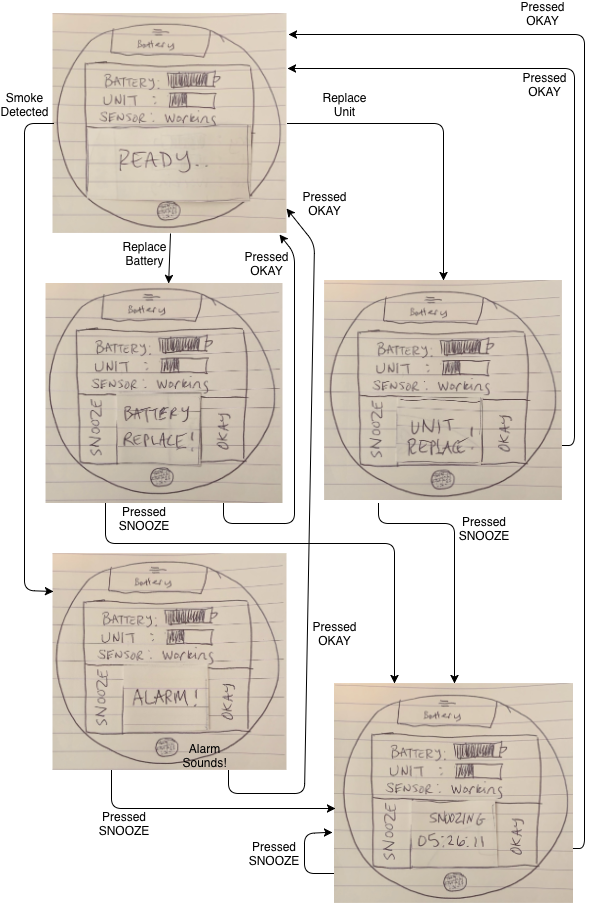 Pressed
OKAY
Battery
BATTERY:
UNIT :
SENSOR: Working
READY..
Pressed
OKAY
Smoke
Detected
Replace
Unit
Replace
Battery
Pressed
OKAY
Pressed
OKAY
Battery
BATTERY:
UNIT :
SENSOR: Working
SNOOZE
BATTERY
REPLACE!
OKAY
Battery
BATTERY:
UNIT :
SENSOR: Working
SNOOZE
UNIT
REPLACE!
OKAY
Pressed
SNOOZE
Pressed
SNOOZE
Battery
BATTERY:
UNIT :
SENSOR: Working
SNOOZE
ALARM!
OKAY
Alarm
Sounds!
Pressed
OKAY
Pressed
SNOOZE
Battery
BATTERY:
UNIT :
SENSOR: Working
SNOOZE
SNOOZING
05:26:11
OKAY
Pressed
SNOOZE